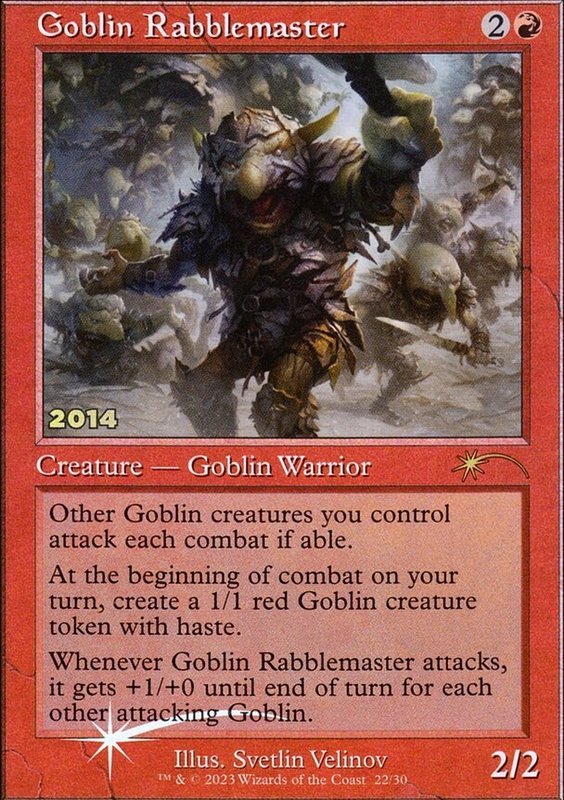 Goblin Rabblemaster 2
2014
Creature — Goblin Warrior
Other Goblin creatures you control
attack each combat if able.
At the beginning of combat on your
turn, create a 1/1 red Goblin creature
token with haste.
Whenever Goblin Rabblemaster attacks,
it gets +1/+0 until end of turn for each
other attacking Goblin.
Illus. Svetlin Velinov
™ & © 2023 Wizards of the Coast 22/30
2/2